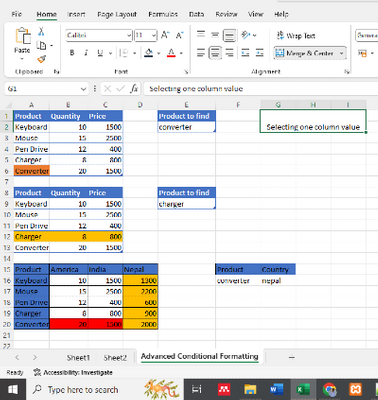 File Home Insert Page Layout Formulas Data Review View Help
Paste Calibri 11 A A Wrap Text General
B I U A Merge & Center
Clipboard Font Alignment
G1 fx Selecting one column value
A B C D E F G H I
1 Product Quantity Price Product to find
2 Keyboard 10 1500 converter Selecting one column value
3 Mouse 15 2500
4 Pen Drive 12 400
5 Charger 8 800
6 Converter 20 1500
7
8 Product Quantity Price Product to find
9 Keyboard 10 1500 charger
10 Mouse 15 2500
11 Pen Drive 12 400
12 Charger 8 800
13 Converter 20 1500
14
15 Product America India Nepal Product Country
16 Keyboard 10 1500 1300 converter nepal
17 Mouse 15 2500 2200
18 Pen Drive 12 400 600
19 Charger 8 800 900
20 Converter 20 1500 2000
21
22
Sheet1 Sheet2 Advanced Conditional Formatting +
Ready Accessibility: Investigate
Type here to search